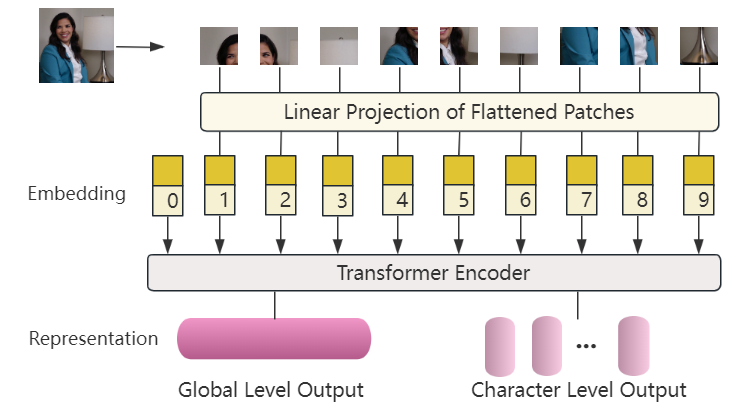 Linear Projection of Flattened Patches
Embedding
0 1 2 3 4 5 6 7 8 9
Transformer Encoder
Representation
...
Global Level Output
Character Level Output